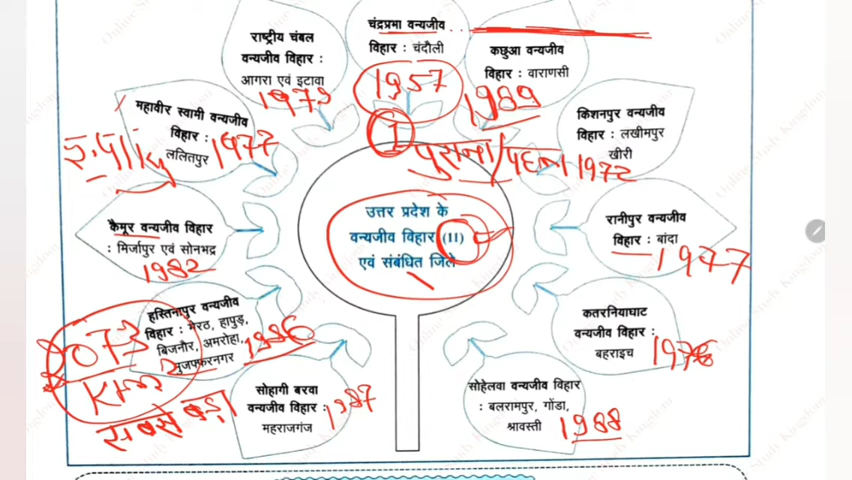 चंद्रप्रभा वन्यजीव
विहार : चंदौली
1957
1
पुराना/पहला
राष्ट्रीय चंबल
वन्यजीव विहार :
आगरा एवं इटावा
1979
कछुआ वन्यजीव
विहार : वाराणसी
1989
महावीर स्वामी वन्यजीव
विहार :
ललितपुर
1977
किशनपुर वन्यजीव
विहार : लखीमपुर
खीरी
1972
उत्तर प्रदेश के
वन्यजीव विहार (11)
एवं संबंधित जिले
कैमूर वन्यजीव विहार
: मिर्जापुर एवं सोनभद्र
1982
रानीपुर वन्यजीव
विहार : बांदा
1977
हस्तिनापुर वन्यजीव
विहार : मेरठ, हापुड़,
बिजनौर, अमरोहा,
मुजफ्फरनगर
1986
2073
KM2
सबसे बड़ा
कतरनियाघाट
वन्यजीव विहार :
बहराइच
1976
सोहागी बरवा
वन्यजीव विहार :
महराजगंज
1987
सोहेलवा वन्यजीव विहार
: बलरामपुर, गोंडा,
श्रावस्ती
1988